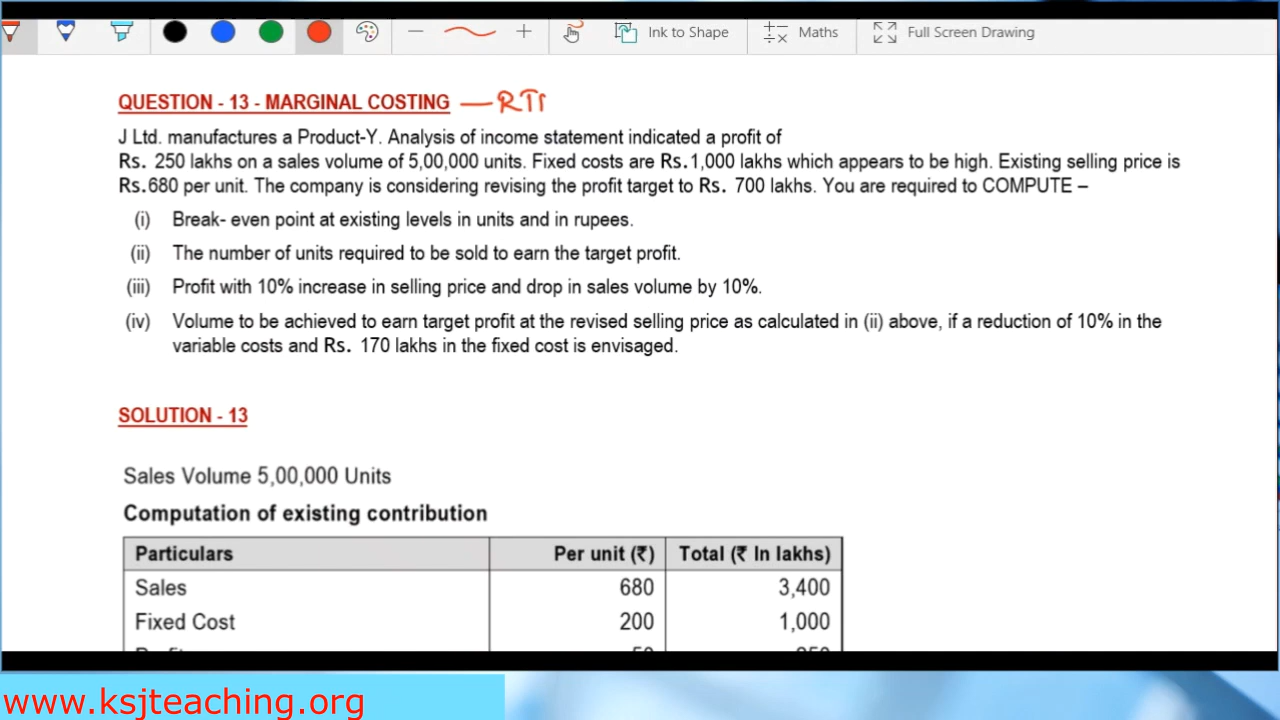 Ink to Shape Maths Full Screen Drawing
QUESTION - 13 - MARGINAL COSTING — RTP
J Ltd. manufactures a Product-Y. Analysis of income statement indicated a profit of
Rs. 250 lakhs on a sales volume of 5,00,000 units. Fixed costs are Rs.1,000 lakhs which appears to be high. Existing selling price is
Rs.680 per unit. The company is considering revising the profit target to Rs. 700 lakhs. You are required to COMPUTE –
(i) Break- even point at existing levels in units and in rupees.
(ii) The number of units required to be sold to earn the target profit.
(iii) Profit with 10% increase in selling price and drop in sales volume by 10%.
(iv) Volume to be achieved to earn target profit at the revised selling price as calculated in (ii) above, if a reduction of 10% in the
variable costs and Rs. 170 lakhs in the fixed cost is envisaged.
SOLUTION - 13
Sales Volume 5,00,000 Units
Computation of existing contribution
Particulars Per unit (₹) Total (₹ In lakhs)
Sales 680 3,400
Fixed Cost 200 1,000
www.ksjteaching.org